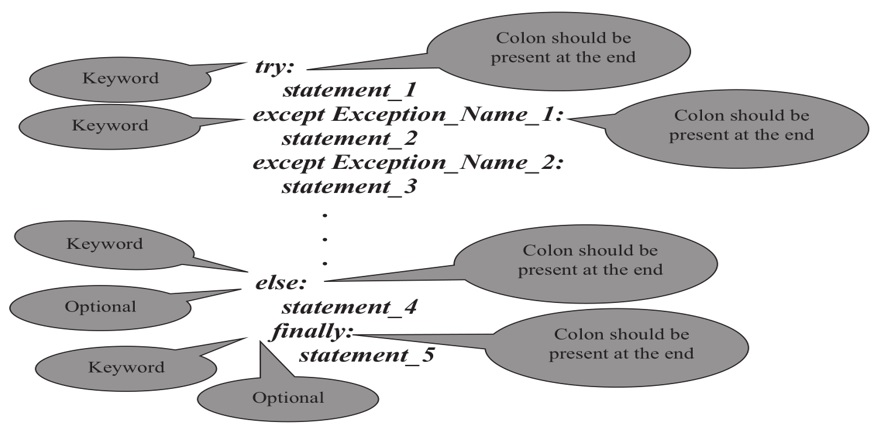 Colon should be
present at the end
try:
Keyword
statement_1
except Exception_Name_1:
Colon should be
present at the end
Keyword
statement_2
except Exception_Name_2:
statement_3
.
.
.
Keyword
Colon should be
present at the end
else:
Optional
statement_4
finally:
Colon should be
present at the end
statement_5
Keyword
Optional